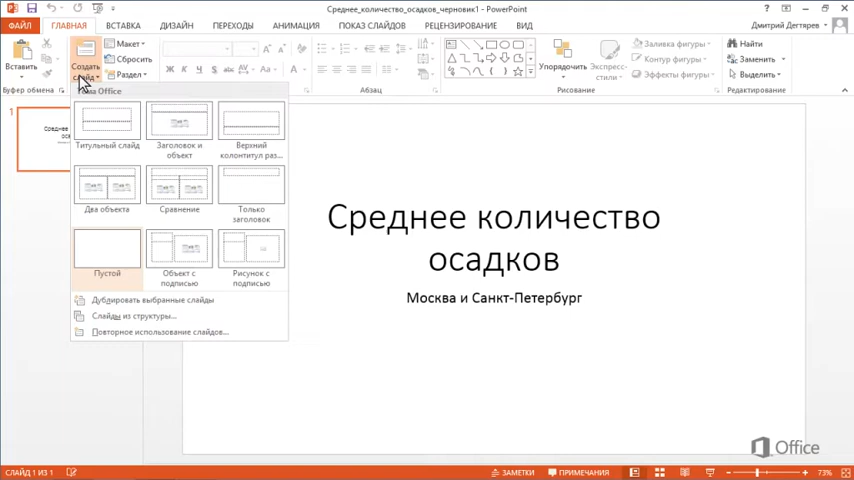 Среднее_количество_осадков_черновик1 - PowerPoint
ФАЙЛ ГЛАВНАЯ ВСТАВКА ДИЗАЙН ПЕРЕХОДЫ АНИМАЦИЯ ПОКАЗ СЛАЙДОВ РЕЦЕНЗИРОВАНИЕ ВИД Дмитрий Дегтярев
Вставить
Создать слайд
Макет
Сбросить
Раздел
Ж К Ч S abc AV Aa A
Упорядочить
Экспресс-стили
Заливка фигуры
Контур фигуры
Эффекты фигуры
Найти
Заменить
Выделить
Буфер обмена Абзац Рисование Редактирование
Office
Титульный слайд
Заголовок и объект
Верхний колонтитул раз...
Два объекта
Сравнение
Только заголовок
Пустой
Объект с подписью
Рисунок с подписью
Дублировать выбранные слайды
Слайды из структуры...
Повторное использование слайдов...
1
Среднее количество
осадков
Москва и Санкт-Петербург
Office
СЛАЙД 1 ИЗ 1 ЗАМЕТКИ ПРИМЕЧАНИЯ 73%